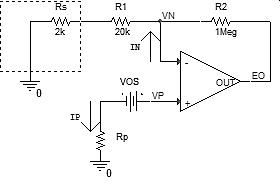 Rs
R1
VN
R2
2k
20k
1Meg
IN
-
VOS
VP
OUT
EO
+
0
IP
Rp
0